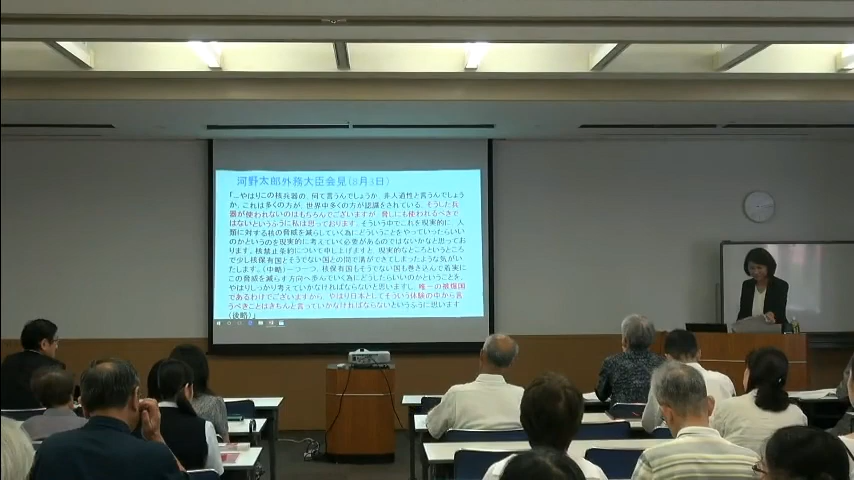 河野太郎外務大臣会見(8月3日)
「…やはりこの核兵器の、何て言うんでしょうか、非人道性と言うんでしょう
か、これは多くの方が、世界中多くの方が認識をされている、そうした兵
器が使われないのはもちろんでございますが、脅しにも使われるべきで
はないというふうに私は思っております。そういう中でこれを現実的に、人
類に対する核の脅威を減らしていく為にどういうことをやっていったらいい
のかというのを現実的に考えていく必要があるのではないかなと思ってお
ります。核禁止条約について申し上げますと、現実的なところというところ
で少し核保有国とそうでない国との間で溝ができてしまったような気がい
たします。(中略)一つ一つ、核保有国もそうでない国も巻き込んで着実に
この脅威を減らす方向へ歩んでいく為にどうしたらいいのかということを、
やはりしっかり考えていかなければならないと思いますし、唯一の被爆国
であるわけでございますから、やはり日本としてそういう体験の中から言
うべきことはきちんと言っていかなければならないというふうに思います
(後略)」